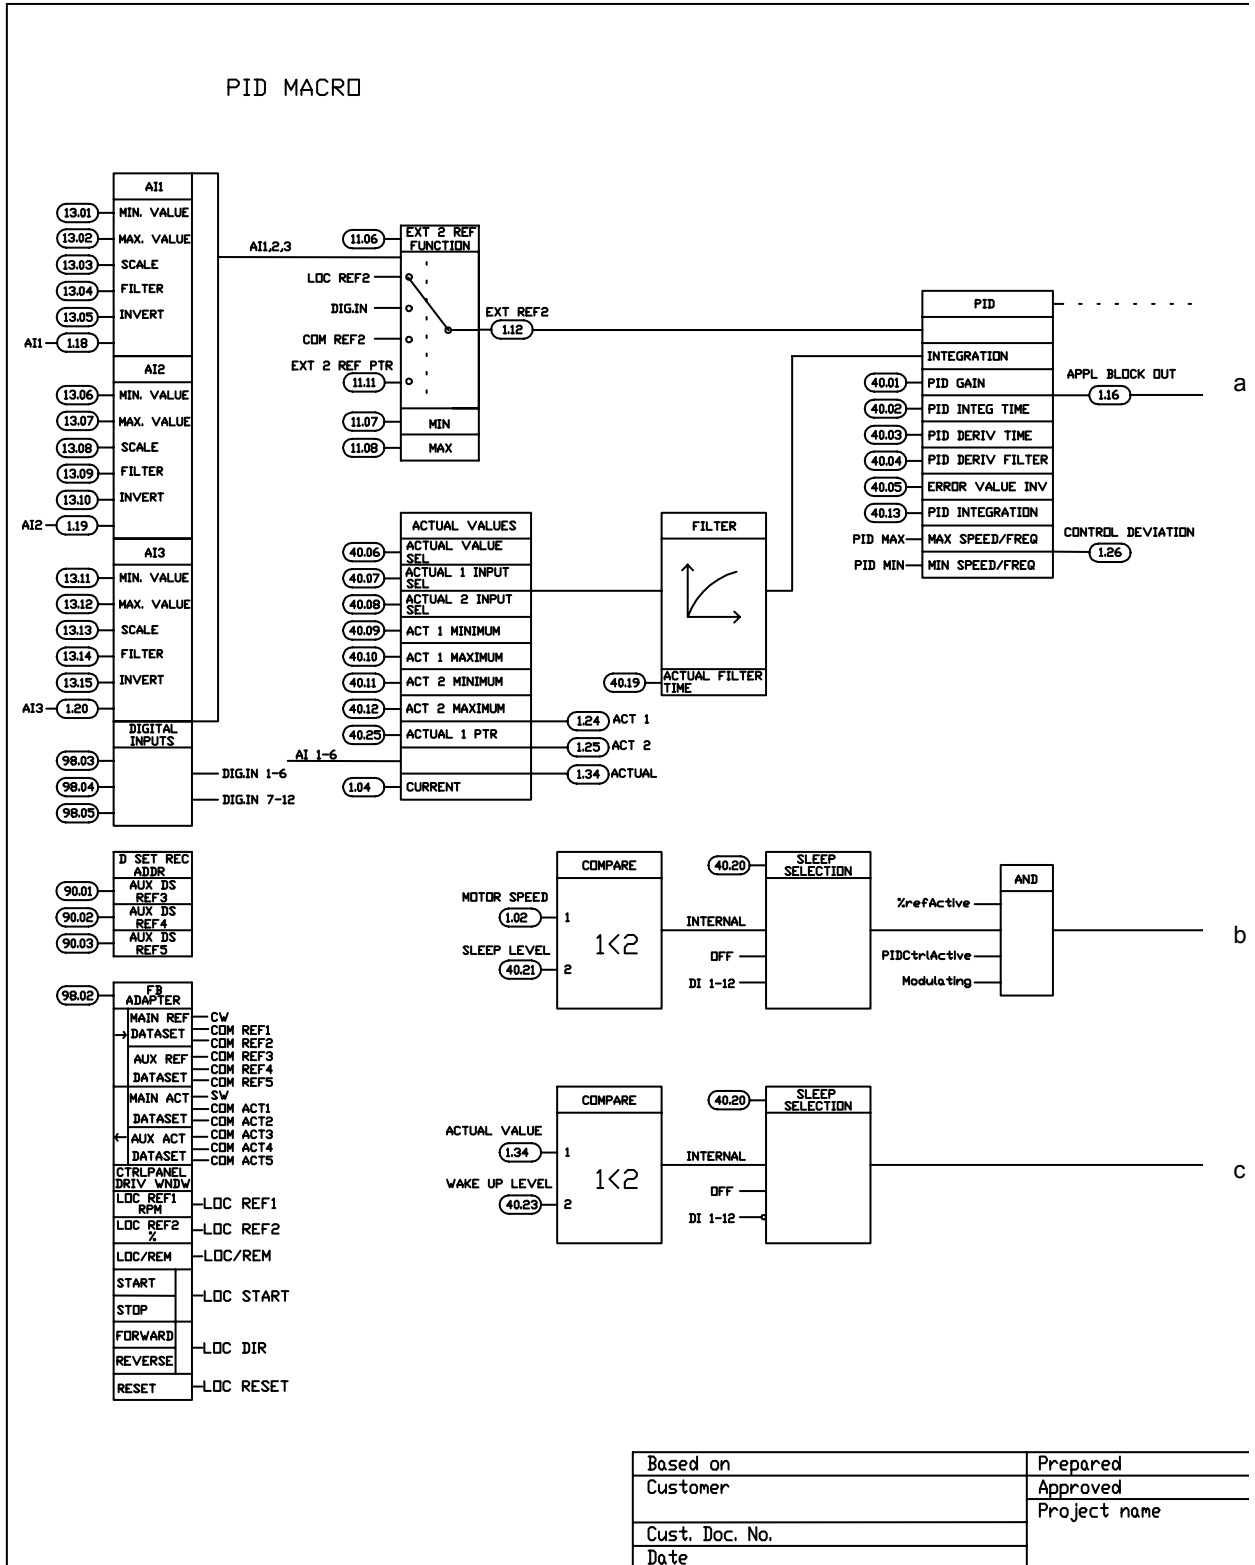 PID MACRO
AI1
13.01 MIN. VALUE
13.02 MAX. VALUE
13.03 SCALE
13.04 FILTER
13.05 INVERT
AI1 1.18
AI2
13.06 MIN. VALUE
13.07 MAX. VALUE
13.08 SCALE
13.09 FILTER
13.10 INVERT
AI2 1.19
AI3
13.11 MIN. VALUE
13.12 MAX. VALUE
13.13 SCALE
13.14 FILTER
13.15 INVERT
AI3 1.20
DIGITAL
INPUTS
98.03
98.04
98.05
DIG.IN 1-6
DIG.IN 7-12
AI1,2,3
11.06 EXT 2 REF
FUNCTION
LOC REF2
DIG.IN
COM REF2
EXT 2 REF PTR
11.11
11.07 MIN
11.08 MAX
EXT REF2
1.12
PID
INTEGRATION
40.01 PID GAIN
40.02 PID INTEG TIME
40.03 PID DERIV TIME
40.04 PID DERIV FILTER
40.05 ERROR VALUE INV
40.13 PID INTEGRATION
PID MAX MAX SPEED/FREQ
PID MIN MIN SPEED/FREQ
APPL BLOCK OUT
1.16
a
CONTROL DEVIATION
1.26
ACTUAL VALUES
40.06 ACTUAL VALUE
SEL
40.07 ACTUAL 1 INPUT
SEL
40.08 ACTUAL 2 INPUT
SEL
40.09 ACT 1 MINIMUM
40.10 ACT 1 MAXIMUM
40.11 ACT 2 MINIMUM
40.12 ACT 2 MAXIMUM
40.25 ACTUAL 1 PTR
AI 1-6
1.04 CURRENT
1.24 ACT 1
1.25 ACT 2
1.34 ACTUAL
FILTER
40.19 ACTUAL FILTER
TIME
D SET REC
ADDR
90.01 AUX DS
REF3
90.02 AUX DS
REF4
90.03 AUX DS
REF5
COMPARE
MOTOR SPEED
1.02 1
1<2
SLEEP LEVEL
40.21 2
40.20 SLEEP
SELECTION
INTERNAL
OFF
DI 1-12
AND
%refActive
PIDCtrlActive
Modulating
b
98.02 FB
ADAPTER
MAIN REF CW
DATASET COM REF1
COM REF2
AUX REF COM REF3
COM REF4
DATASET COM REF5
MAIN ACT SW
COM ACT1
DATASET COM ACT2
AUX ACT COM ACT3
COM ACT4
DATASET COM ACT5
CTRLPANEL
DRIV WNDW
LOC REF1
RPM LOC REF1
LOC REF2
% LOC REF2
LOC/REM LOC/REM
START
STOP
LOC START
FORWARD
REVERSE
LOC DIR
RESET LOC RESET
COMPARE
ACTUAL VALUE
1.34 1
1<2
WAKE UP LEVEL
40.23 2
40.20 SLEEP
SELECTION
INTERNAL
OFF
DI 1-12
c
Based on
Prepared
Customer
Approved
Project name
Cust. Doc. No.
Date